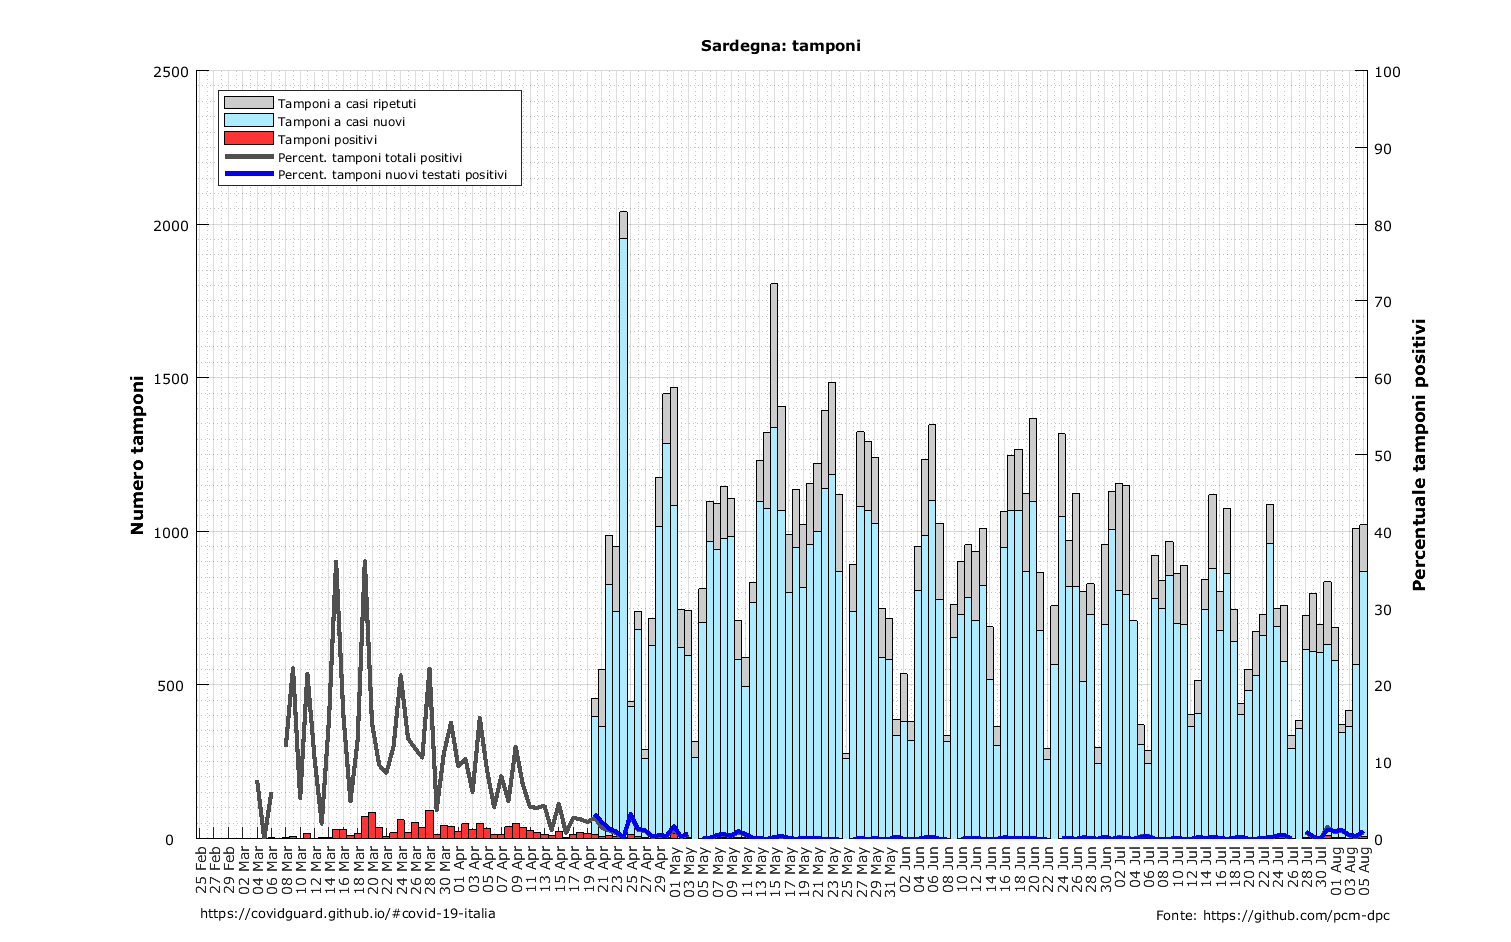 Sardegna: tamponi
2500
2000
1500
1000
500
0
100
90
80
70
60
50
40
30
20
10
0
Numero tamponi
Percentuale tamponi positivi
Tamponi a casi ripetuti
Tamponi a casi nuovi
Tamponi positivi
Percent. tamponi totali positivi
Percent. tamponi nuovi testati positivi
25 Feb
27 Feb
29 Feb
02 Mar
04 Mar
06 Mar
08 Mar
10 Mar
12 Mar
14 Mar
16 Mar
18 Mar
20 Mar
22 Mar
24 Mar
26 Mar
28 Mar
30 Mar
01 Apr
03 Apr
05 Apr
07 Apr
09 Apr
11 Apr
13 Apr
15 Apr
17 Apr
19 Apr
21 Apr
23 Apr
25 Apr
27 Apr
29 Apr
01 May
03 May
05 May
07 May
09 May
11 May
13 May
15 May
17 May
19 May
21 May
23 May
25 May
27 May
29 May
31 May
02 Jun
04 Jun
06 Jun
08 Jun
10 Jun
12 Jun
14 Jun
16 Jun
18 Jun
20 Jun
22 Jun
24 Jun
26 Jun
28 Jun
30 Jun
02 Jul
04 Jul
06 Jul
08 Jul
10 Jul
12 Jul
14 Jul
16 Jul
18 Jul
20 Jul
22 Jul
24 Jul
26 Jul
28 Jul
30 Jul
01 Aug
03 Aug
05 Aug
https://covidguard.github.io/#covid-19-italia
Fonte: https://github.com/pcm-dpc